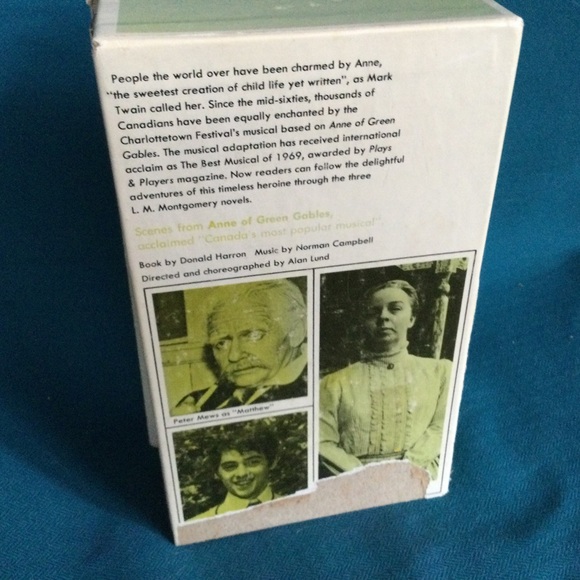 People the world over have been charmed by Anne,
"the sweetest creation of child life yet written", as Mark
Twain called her. Since the mid-sixties, thousands of
Canadians have been equally enchanted by the
Charlottetown Festival's musical based on Anne of Green
Gables. The musical adaptation has received international
acclaim as The Best Musical of 1969, awarded by Plays
& Players magazine. Now readers can follow the delightful
adventures of this timeless heroine through the three
L. M. Montgomery novels.
Scenes from Anne of Green Gables,
acclaimed "Canada's most popular musical".
Book by Donald Harron Music by Norman Campbell
Directed and choreographed by Alan Lund
Peter Mews as "Matthew"